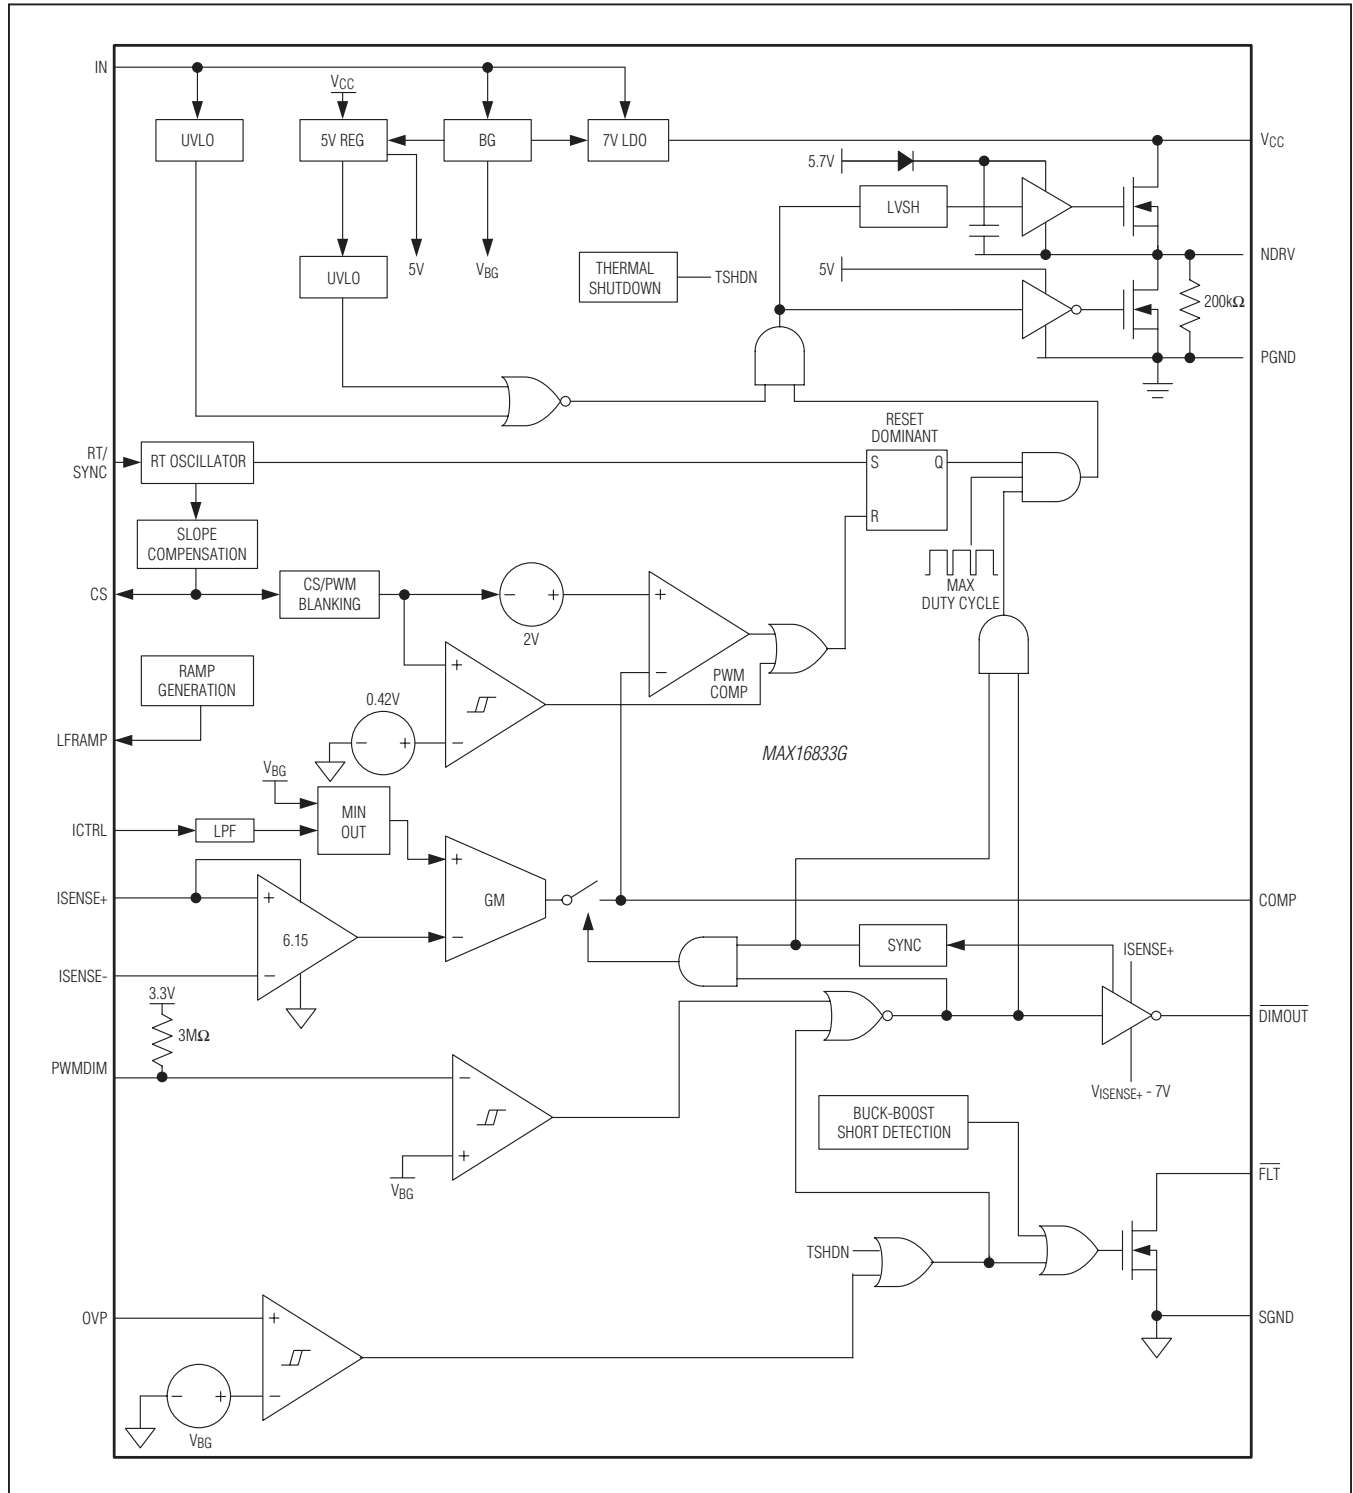 IN
VCC
UVLO
5V REG
BG
7V LDO
VCC
5.7V
LVSH
5V
VBG
UVLO
THERMAL
SHUTDOWN
TSHDN
5V
NDRV
200kΩ
PGND
RT/
SYNC
RT OSCILLATOR
RESET
DOMINANT
S
Q
R
SLOPE
COMPENSATION
CS
CS/PWM
BLANKING
-
+
2V
+
-
PWM
COMP
MAX
DUTY CYCLE
RAMP
GENERATION
LFRAMP
0.42V
-
+
+
-
MAX16833G
VBG
MIN
OUT
ICTRL
LPF
+
-
GM
ISENSE+
+
6.15
-
ISENSE-
COMP
SYNC
ISENSE+
DIMOUT
VISENSE+ - 7V
3.3V
3MΩ
PWMDIM
-
+
VBG
BUCK-BOOST
SHORT DETECTION
FLT
TSHDN
SGND
OVP
+
-
-
+
VBG